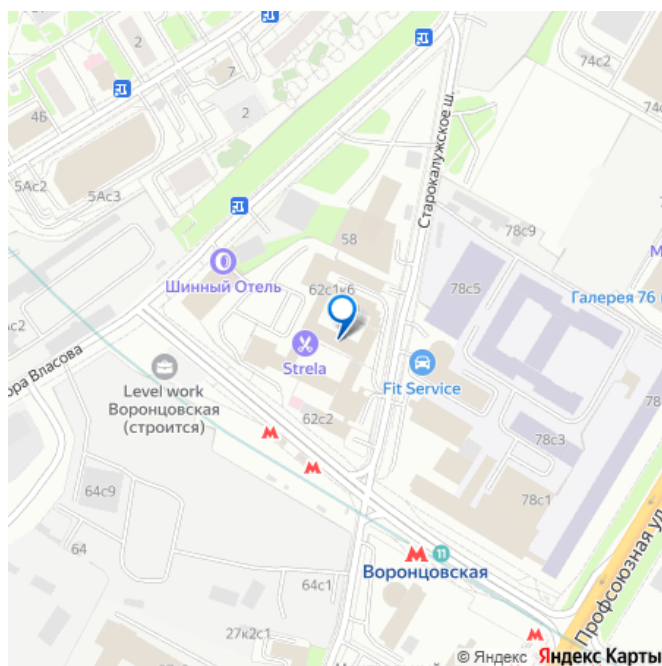 74с2
2
7
4Б
2
5Ас2
5Ас3
Старокалужское ш.
78с9
58
78с5
Шинный Отель
62с1к6
Галерея 76
Ас2
Strela
Fit Service
ора Власова
Level work
Воронцовская
(строится)
62с2
78с3
64с9
78с1
64
11
Воронцовская
64с1
Профсоюзная ул
27к2с1
© Яндекс Яндекс Карты